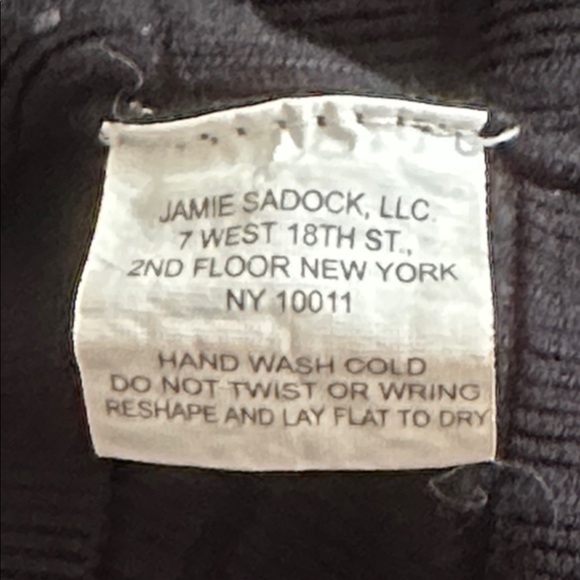 JAMIE SADOCK, LLC.
7 WEST 18TH ST.,
2ND FLOOR NEW YORK
NY 10011
HAND WASH COLD
DO NOT TWIST OR WRING
RESHAPE AND LAY FLAT TO DRY